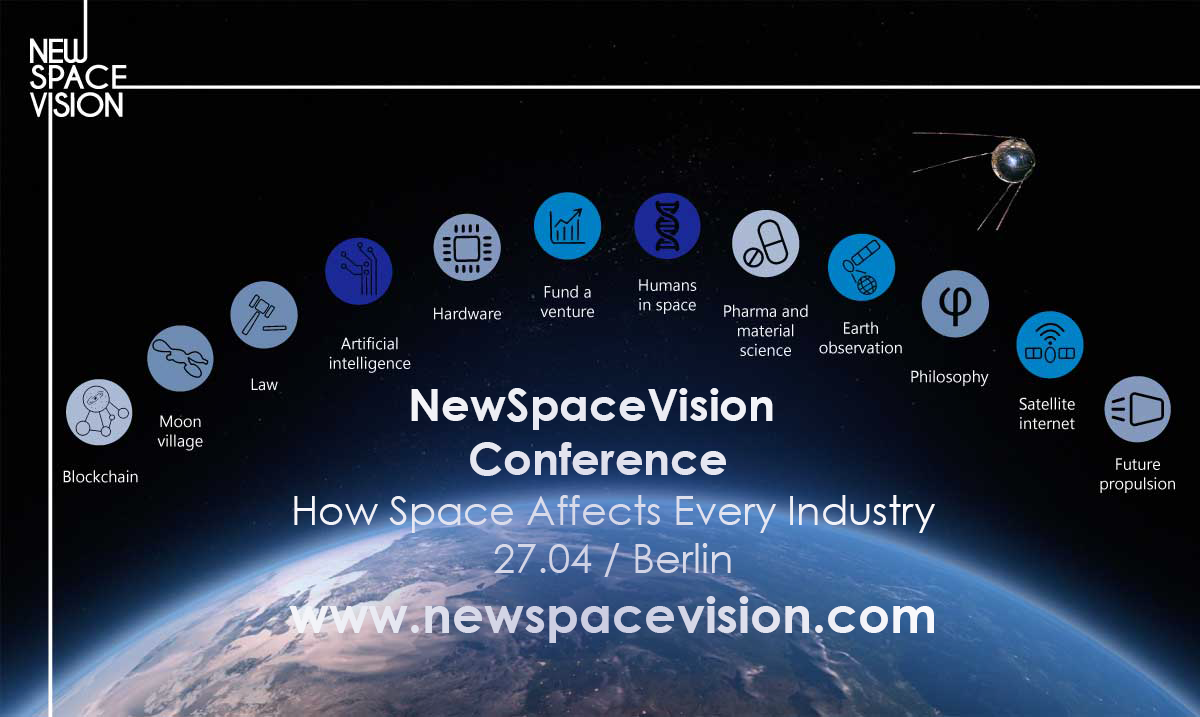 NEW
SPACE
VISION
Blockchain
Moon
village
Law
Artificial
intelligence
Hardware
Fund a
venture
Humans
in space
Pharma and
material
science
Earth
observation
Philosophy
Satellite
internet
Future
propulsion
φ
NewSpaceVision
Conference
How Space Affects Every Industry
27.04 / Berlin
www.newspacevision.com